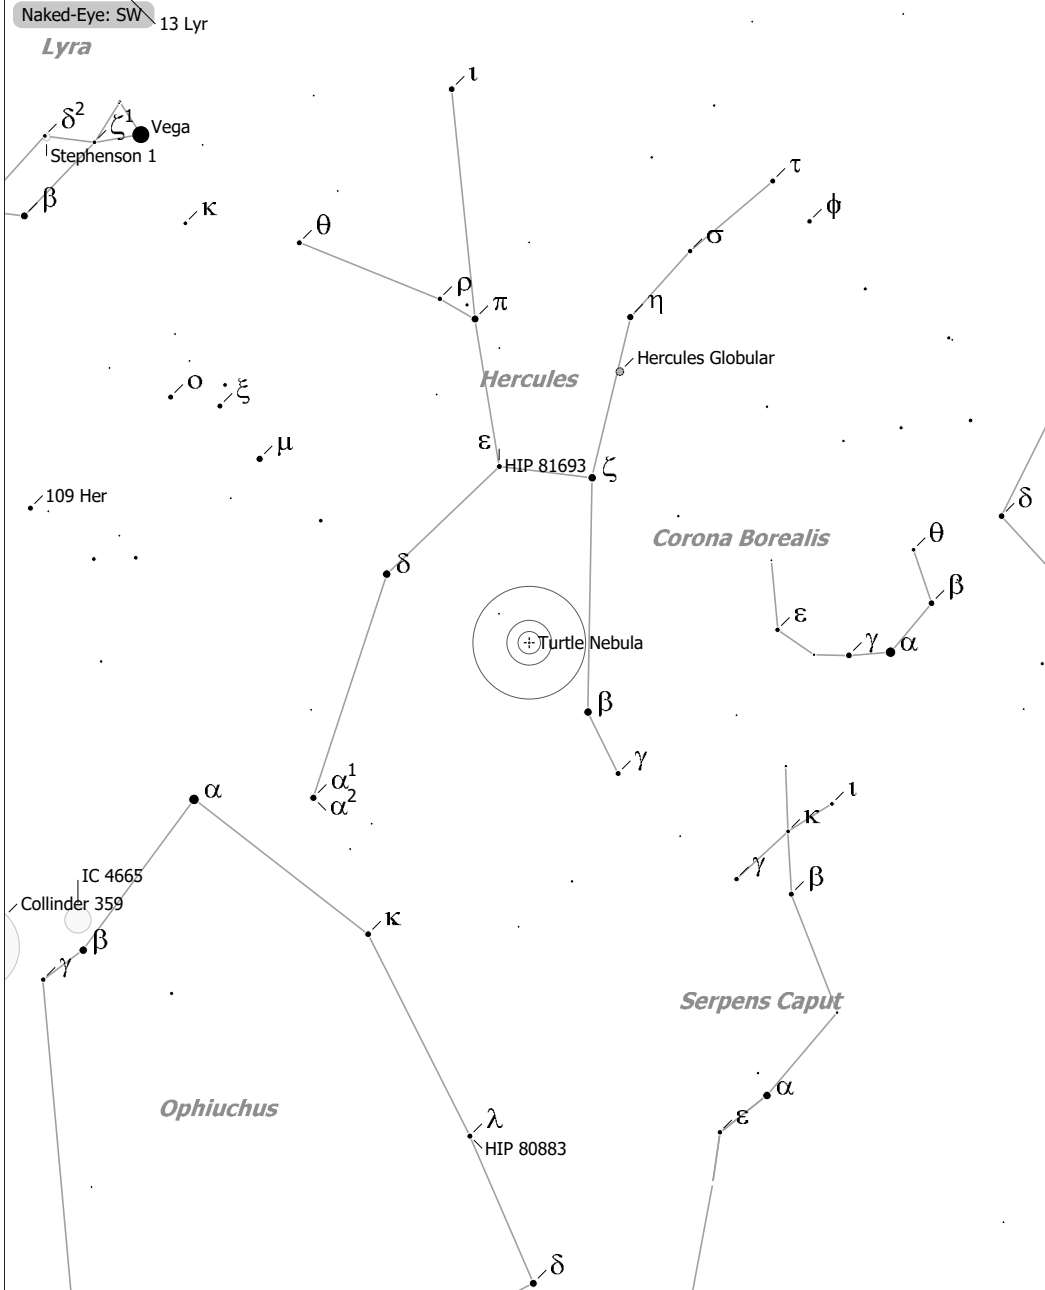 Naked-Eye: SW
13 Lyr
Lyra
ι
δ²
ζ¹
Vega
Stephenson 1
τ
β
κ
ϕ
θ
σ
ρ
π
η
Hercules Globular
Hercules
ο
ξ
μ
ε
HIP 81693
ζ
109 Her
δ
Corona Borealis
θ
δ
β
ε
Turtle Nebula
γ
α
β
γ
α¹
α²
α
ι
κ
γ
β
IC 4665
Collinder 359
κ
β
γ
Serpens Caput
α
Ophiuchus
ε
λ
HIP 80883
δ